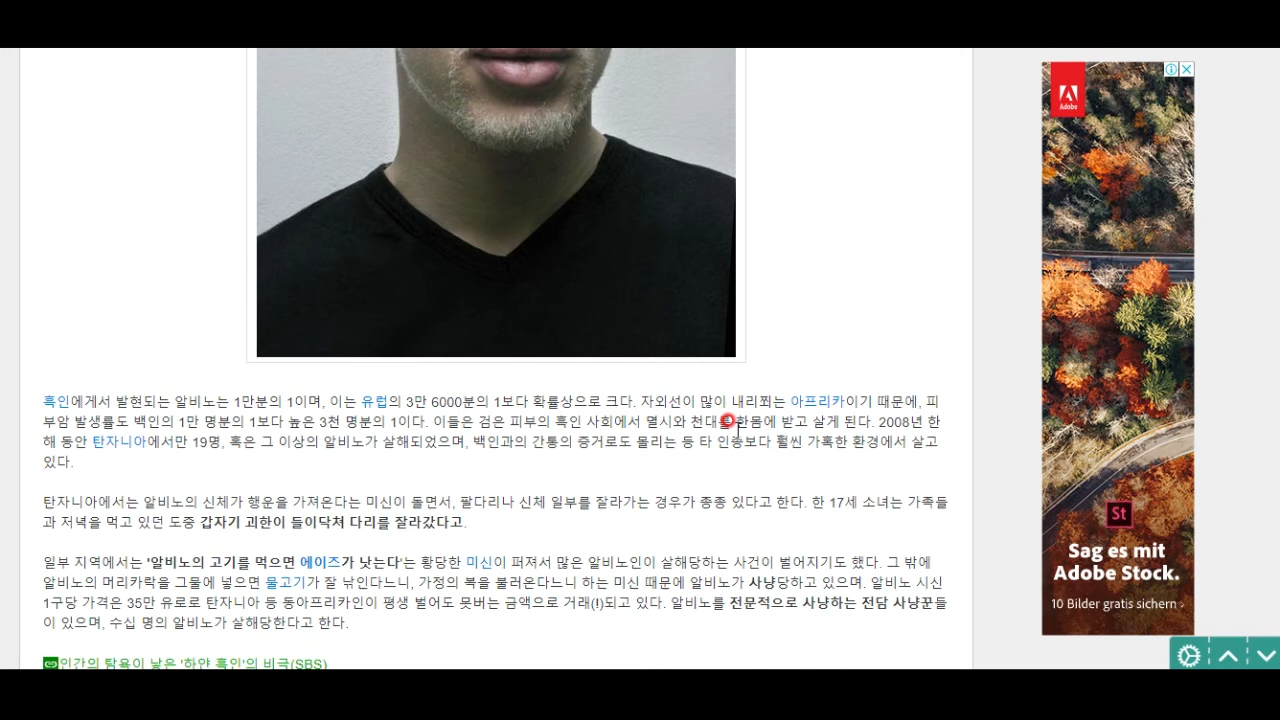 흑인에게서 발현되는 알비노는 1만분의 1이며, 이는 유럽의 3만 6000분의 1보다 확률상으로 크다. 자외선이 많이 내리쬐는 아프리카이기 때문에, 피
부암 발생률도 백인의 1만 명분의 1보다 높은 3천 명분의 1이다. 이들은 검은 피부의 흑인 사회에서 멸시와 천대를 한몸에 받고 살게 된다. 2008년 한
해 동안 탄자니아에서만 19명, 혹은 그 이상의 알비노가 살해되었으며, 백인과의 간통의 증거로도 몰리는 등 타 인종보다 훨씬 가혹한 환경에서 살고
있다.
탄자니아에서는 알비노의 신체가 행운을 가져온다는 미신이 돌면서, 팔다리나 신체 일부를 잘라가는 경우가 종종 있다고 한다. 한 17세 소녀는 가족들
과 저녁을 먹고 있던 도중 갑자기 괴한이 들이닥쳐 다리를 잘라갔다고.
일부 지역에서는 '알비노의 고기를 먹으면 에이즈가 낫는다'는 황당한 미신이 퍼져서 많은 알비노인이 살해당하는 사건이 벌어지기도 했다. 그 밖에
알비노의 머리카락을 그물에 넣으면 물고기가 잘 낚인다느니, 가정의 복을 불러온다느니 하는 미신 때문에 알비노가 사냥당하고 있으며. 알비노 시신
1구당 가격은 35만 유로로 탄자니아 등 동아프리카인이 평생 벌어도 못버는 금액으로 거래(!)되고 있다. 알비노를 전문적으로 사냥하는 전담 사냥꾼들
이 있으며, 수십 명의 알비노가 살해당한다고 한다.
인간의 탐욕이 낳은 '하얀 흑인'의 비극(SBS)
Adobe
St
Sag es mit
Adobe Stock.
10 Bilder gratis sichern ›